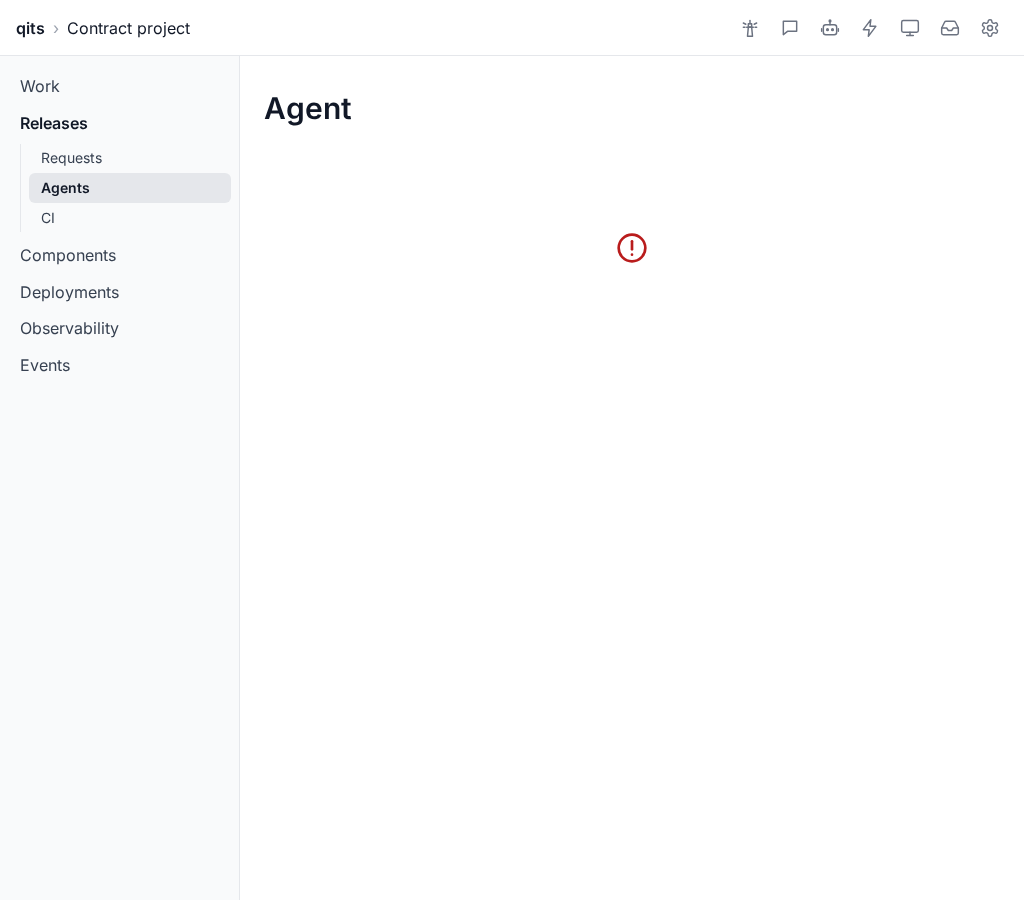 qits › Contract project
Work
Releases
Requests
Agents
CI
Components
Deployments
Observability
Events
Agent